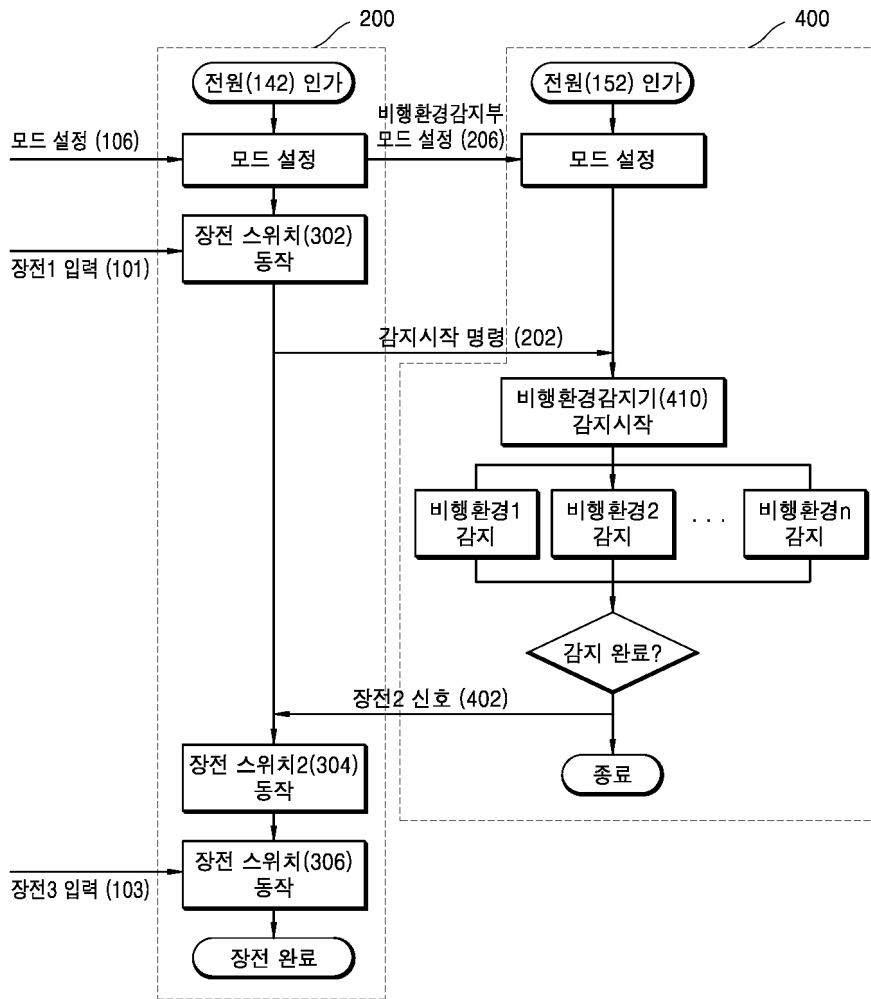 200
400
전원(142) 인가
전원(152) 인가
비행환경감지부
모드 설정 (206)
모드 설정 (106)
모드 설정
모드 설정
장전 스위치(302)
동작
장전1 입력 (101)
감지시작 명령 (202)
비행환경감지기(410)
감지시작
비행환경1
감지
비행환경2
감지
. . .
비행환경n
감지
감지 완료?
장전2 신호 (402)
장전 스위치2(304)
동작
종료
장전 스위치(306)
동작
장전3 입력 (103)
장전 완료